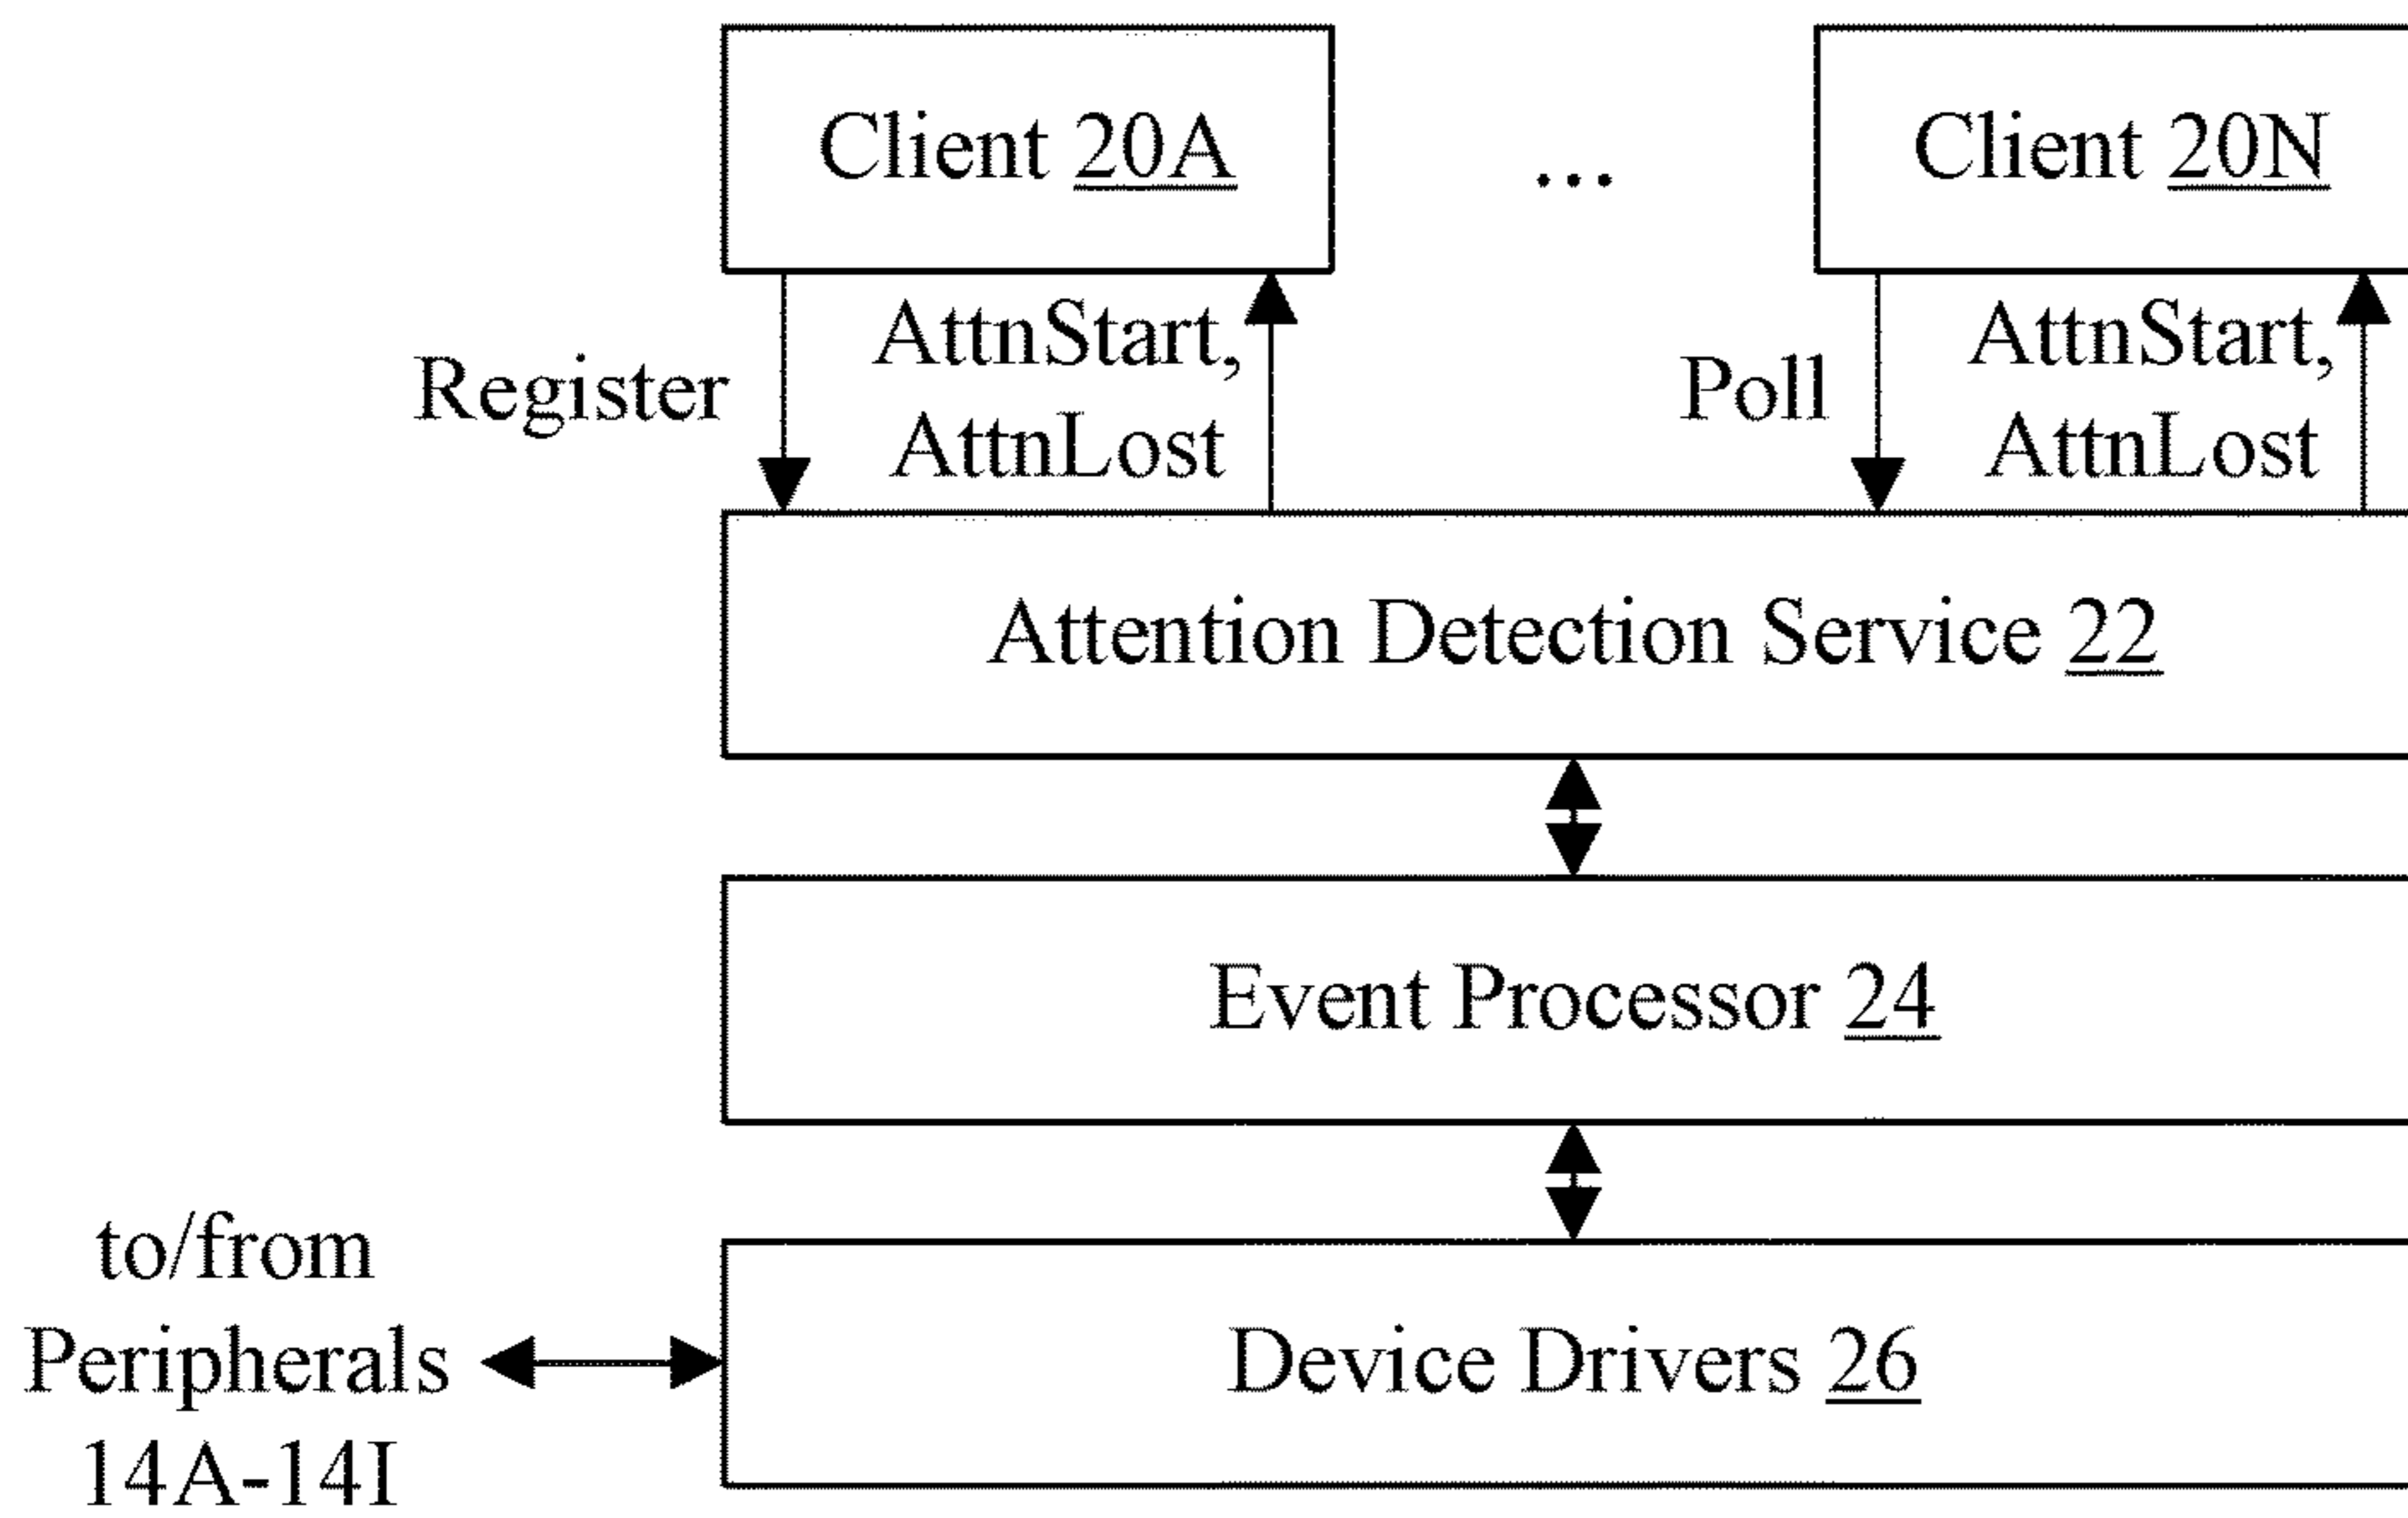 Client 20A
...
Client 20N
Register
AttnStart,
AttnLost
Poll
AttnStart,
AttnLost
Attention Detection Service 22
Event Processor 24
to/from
Peripherals
14A-14I
Device Drivers 26